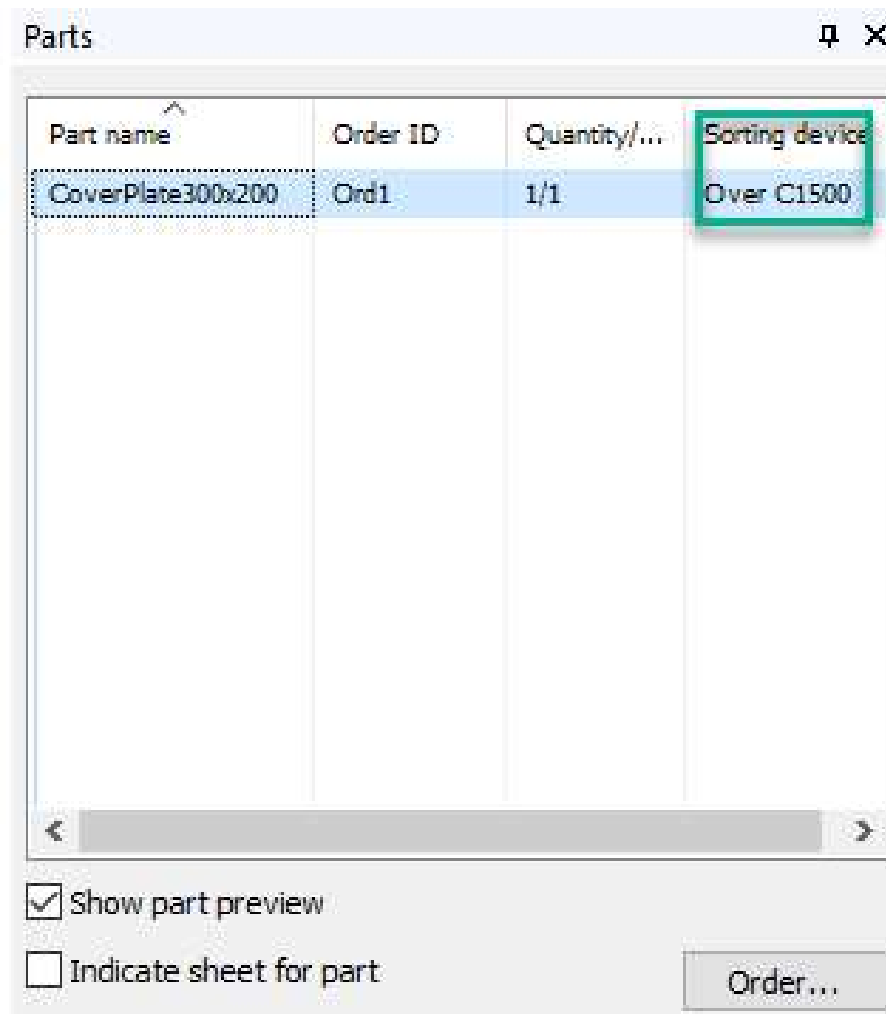 Parts
Part name Order ID Quantity/... Sorting device
CoverPlate300x200 Ord1 1/1 Over C1500
Show part preview
Indicate sheet for part
Order...